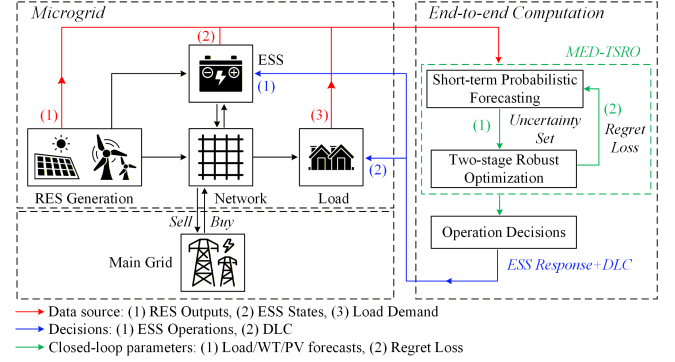 Microgrid
End-to-end Computation
(2)
MED-TSRO
ESS
(1)
(1)
(3)
Short-term Probabilistic
Forecasting
(1)
Uncertainty
Set
(2)
Regret
Loss
Two-stage Robust
Optimization
(2)
RES Generation
Network
Load
Sell
Buy
Main Grid
Operation Decisions
ESS Response+DLC
Data source: (1) RES Outputs, (2) ESS States, (3) Load Demand
Decisions: (1) ESS Operations, (2) DLC
Closed-loop parameters: (1) Load/WT/PV forecasts, (2) Regret Loss